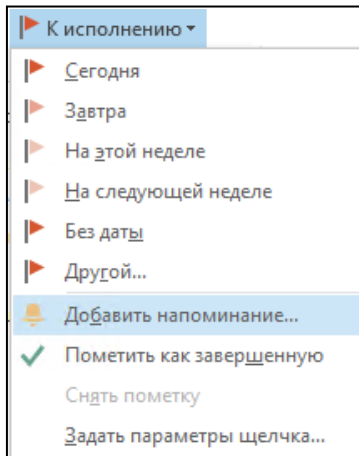 К исполнению
Сегодня
Завтра
На этой неделе
На следующей неделе
Без даты
Другой...
Добавить напоминание...
Пометить как завершенную
Снять пометку
Задать параметры щелчка...